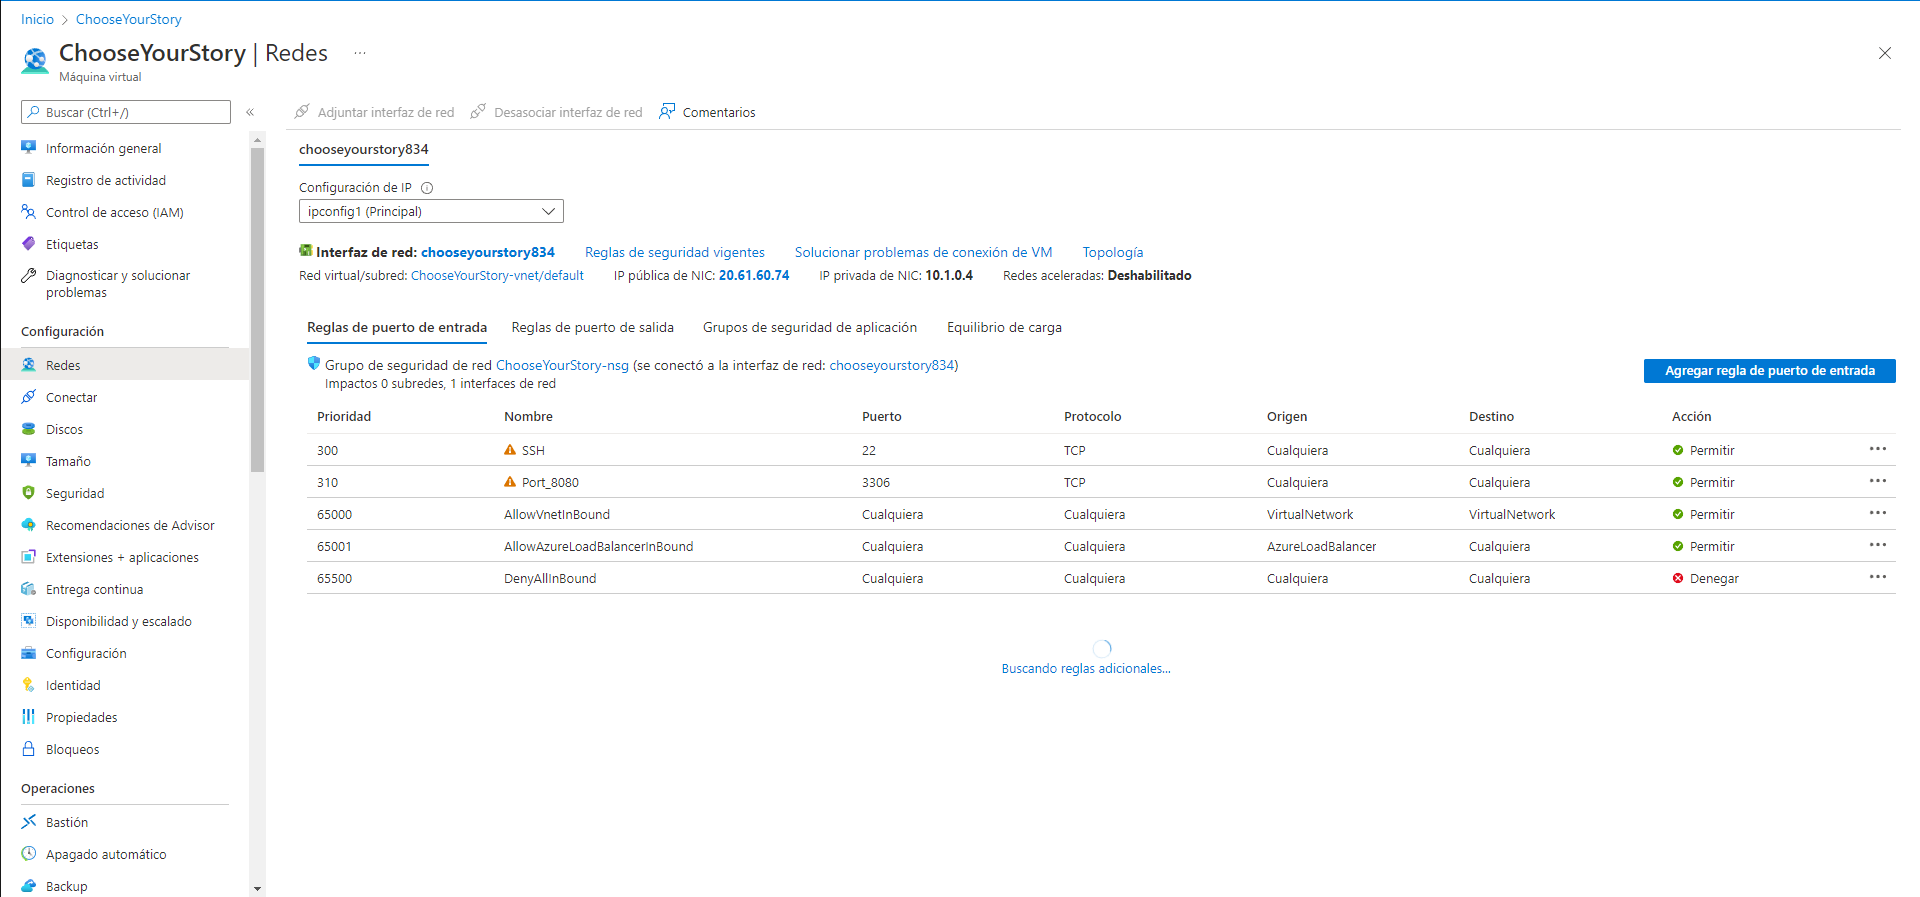 Inicio > ChooseYourStory
ChooseYourStory | Redes ...
Máquina virtual
Buscar (Ctrl+/)
«
Información general
Registro de actividad
Control de acceso (IAM)
Etiquetas
Diagnosticar y solucionar
problemas
Configuración
Redes
Conectar
Discos
Tamaño
Seguridad
Recomendaciones de Advisor
Extensiones + aplicaciones
Entrega continua
Disponibilidad y escalado
Configuración
Identidad
Propiedades
Bloqueos
Operaciones
Bastión
Apagado automático
Backup
Adjuntar interfaz de red Desasociar interfaz de red Comentarios
chooseyourstory834
Configuración de IP
ipconfig1 (Principal)
Interfaz de red: chooseyourstory834 Reglas de seguridad vigentes Solucionar problemas de conexión de VM Topología
Red virtual/subred: ChooseYourStory-vnet/default IP pública de NIC: 20.61.60.74 IP privada de NIC: 10.1.0.4 Redes aceleradas: Deshabilitado
Reglas de puerto de entrada Reglas de puerto de salida Grupos de seguridad de aplicación Equilibrio de carga
Grupo de seguridad de red ChooseYourStory-nsg (se conectó a la interfaz de red: chooseyourstory834)
Impactos 0 subredes, 1 interfaces de red
Agregar regla de puerto de entrada
Prioridad Nombre Puerto Protocolo Origen Destino Acción
300 SSH 22 TCP Cualquiera Cualquiera Permitir ...
310 Port_8080 3306 TCP Cualquiera Cualquiera Permitir ...
65000 AllowVnetInBound Cualquiera Cualquiera VirtualNetwork VirtualNetwork Permitir ...
65001 AllowAzureLoadBalancerInBound Cualquiera Cualquiera AzureLoadBalancer Cualquiera Permitir ...
65500 DenyAllInBound Cualquiera Cualquiera Cualquiera Cualquiera Denegar ...
Buscando reglas adicionales...